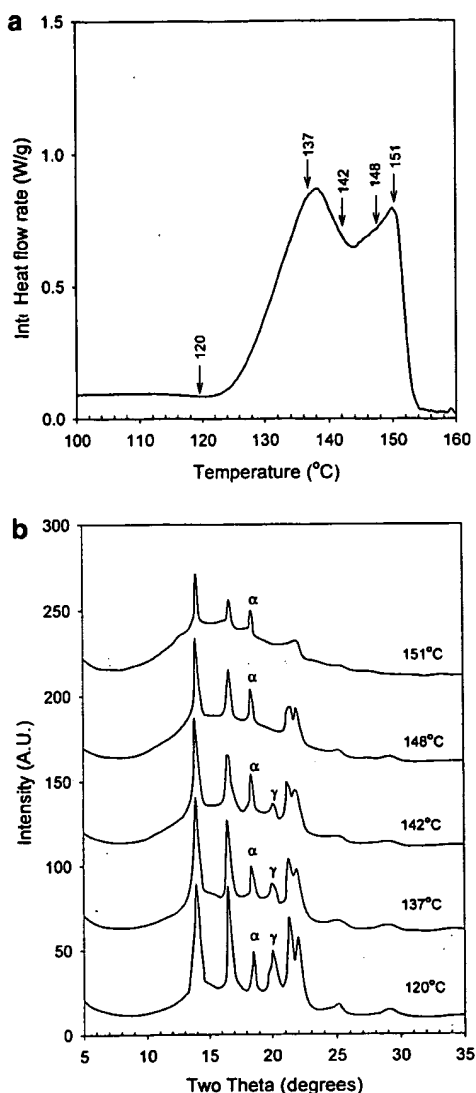 a
1.5
1.0
0.5
0.0
Intι Heat flow rate (W/g)
120
137
142
148
151
100 110 120 130 140 150 160
Temperature (°C)
b
300
250
200
150
100
50
0
Intensity (A.U.)
α
151°C
α
148°C
α γ
142°C
α γ
137°C
α γ
120°C
5 10 15 20 25 30 35
Two Theta (degrees)